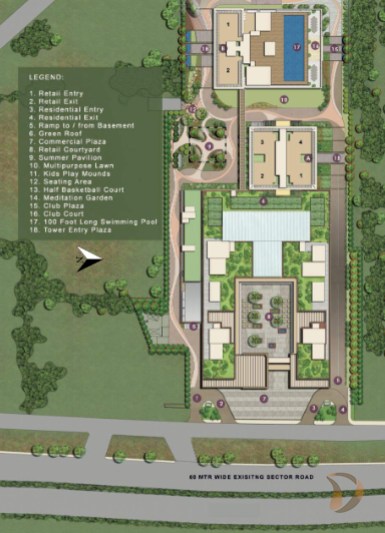 LEGEND:
1. Retail Entry
2. Retail Exit
3. Residential Entry
4. Residential Exit
5. Ramp to / from Basement
6. Green Roof
7. Commercial Plaza
8. Retail Courtyard
9. Summer Pavilion
10. Multipurpose Lawn
11. Kids Play Mounds
12. Seating Area
13. Half Basketball Court
14. Meditation Garden
15. Club Plaza
16. Club Court
17. 100 Foot Long Swimming Pool
18. Tower Entry Plaza
N
A
60 MTR WIDE EXISITNG SECTOR ROAD